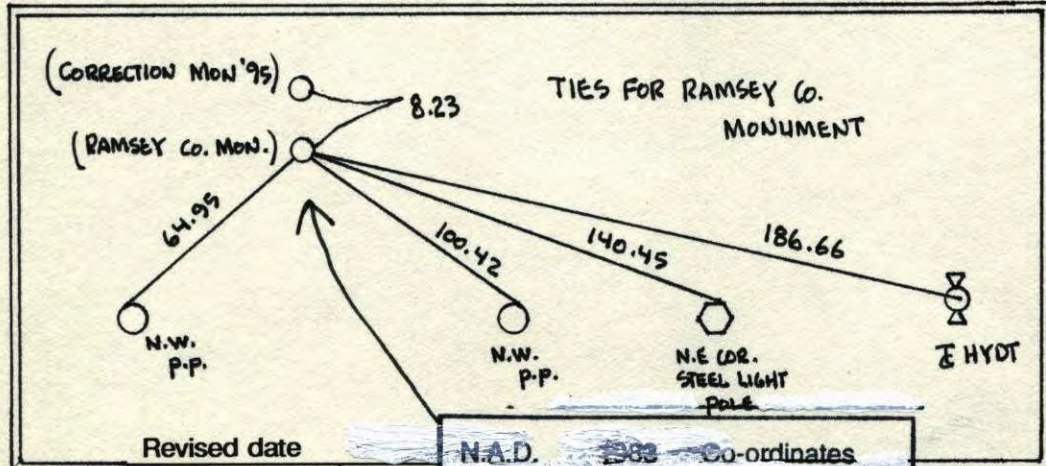 (CORRECTION MON '95)
TIES FOR RAMSEY CO.
MONUMENT
8.23
(RAMSEY CO. MON.)
64.95
100.42
140.45
186.66
N.W.
P.P.
N.W.
P.P.
N.E COR.
STEEL LIGHT
POLE
HYDT
Revised date
N.A.D. 1983 Co-ordinates